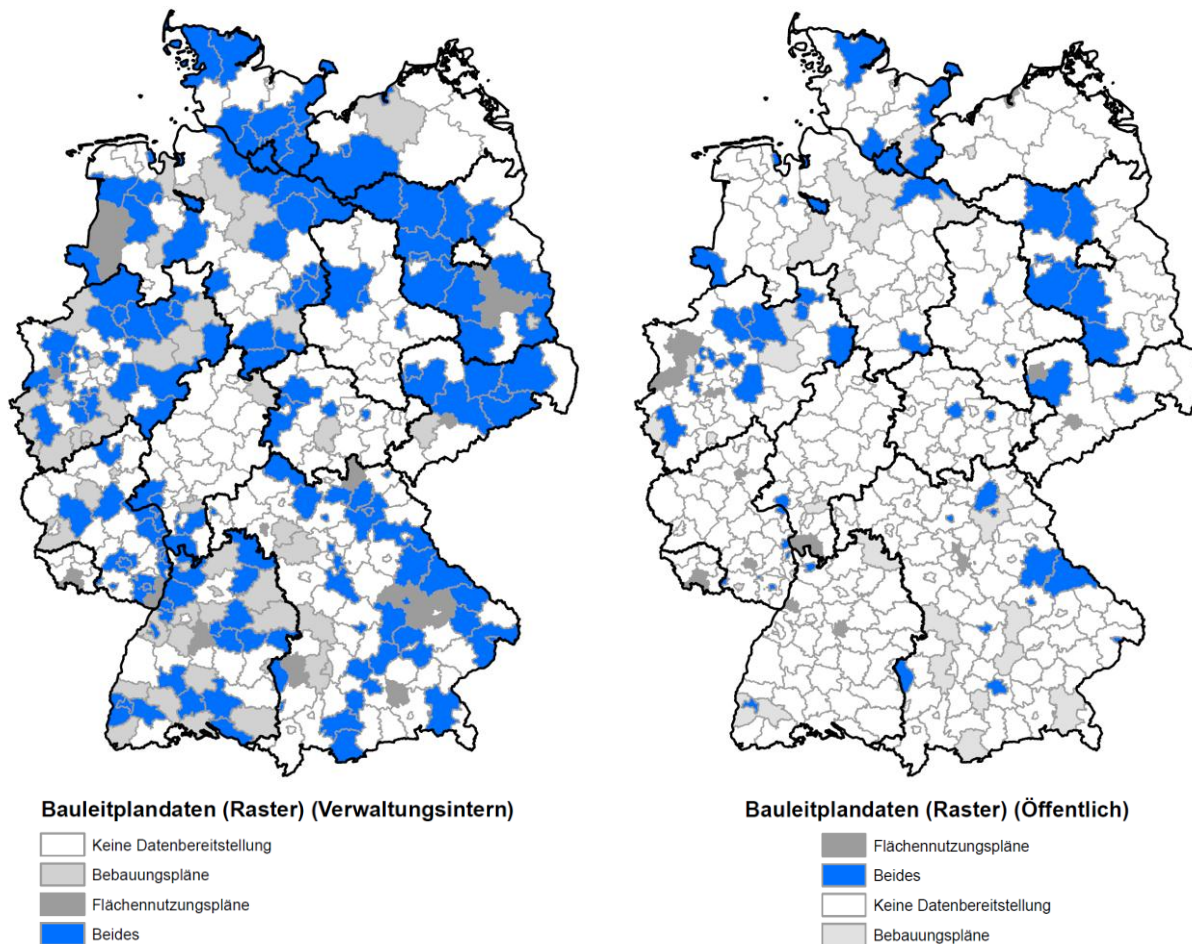 Bauleitplandaten (Raster) (Verwaltungsintern)
Keine Datenbereitstellung
Bebauungspläne
Flächennutzungspläne
Beides
Bauleitplandaten (Raster) (Öffentlich)
Flächennutzungspläne
Beides
Keine Datenbereitstellung
Bebauungspläne